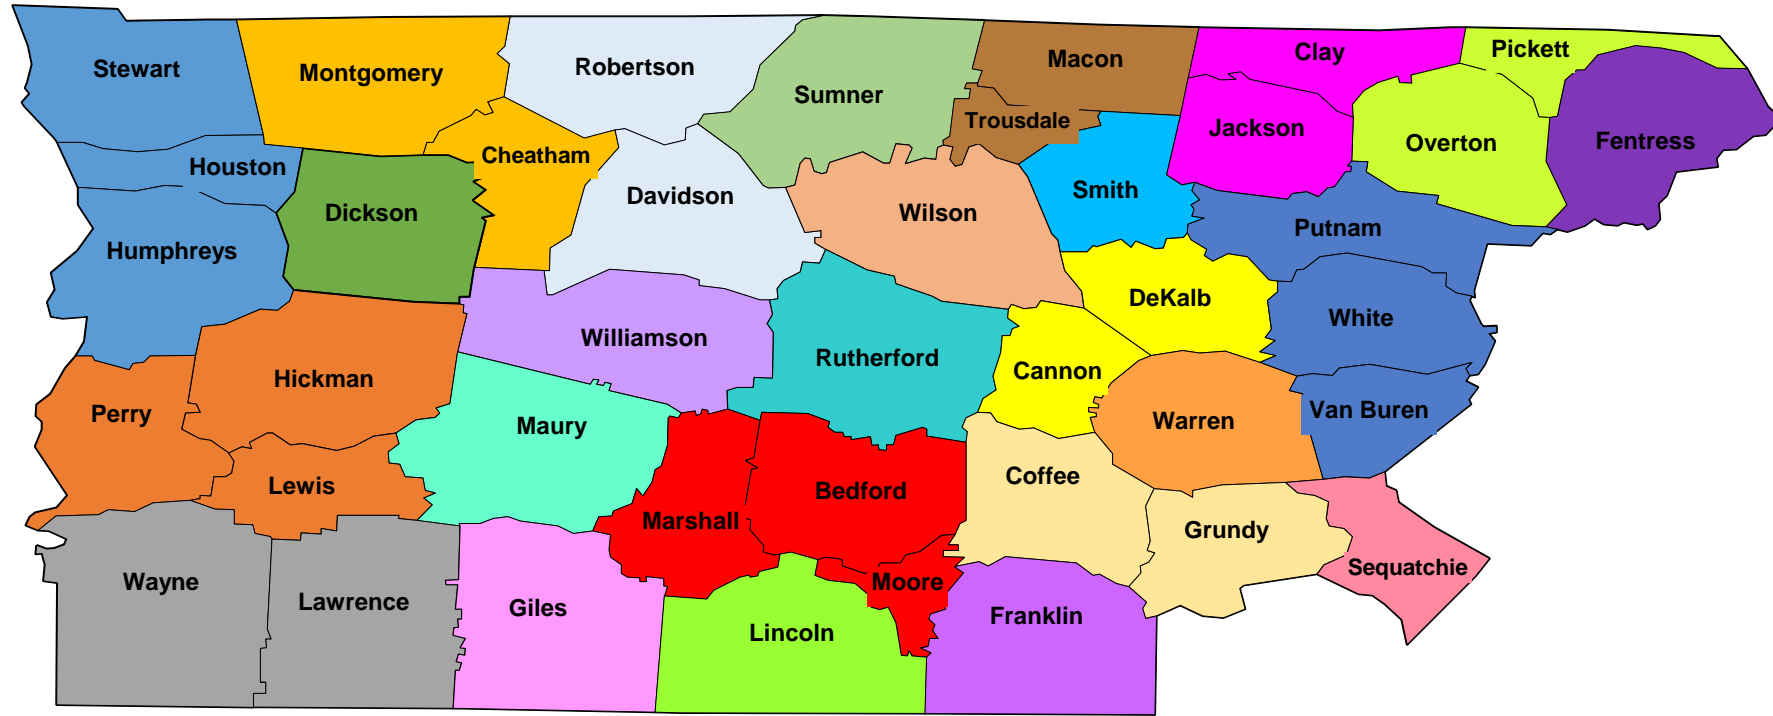 Stewart
Montgomery
Robertson
Sumner
Macon
Clay
Pickett
Trousdale
Jackson
Overton
Fentress
Houston
Cheatham
Dickson
Davidson
Wilson
Smith
Putnam
Humphreys
DeKalb
White
Williamson
Rutherford
Cannon
Hickman
Perry
Maury
Warren
Van Buren
Lewis
Marshall
Bedford
Coffee
Grundy
Sequatchie
Wayne
Lawrence
Giles
Moore
Lincoln
Franklin